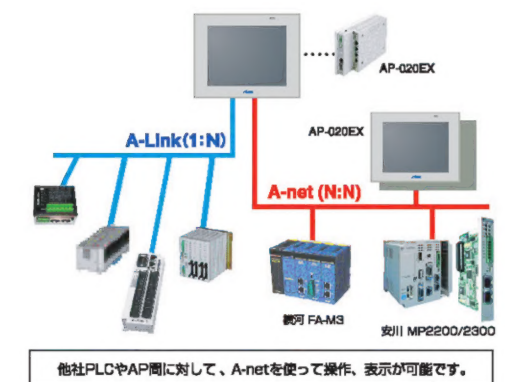 AP-020EX
AP-020EX
A-Link(1:N)
A-net (N:N)
横河 FA-M3
安川 MP2200/2300
他社PLCやAP間に対して、A-netを使って操作、表示が可能です。